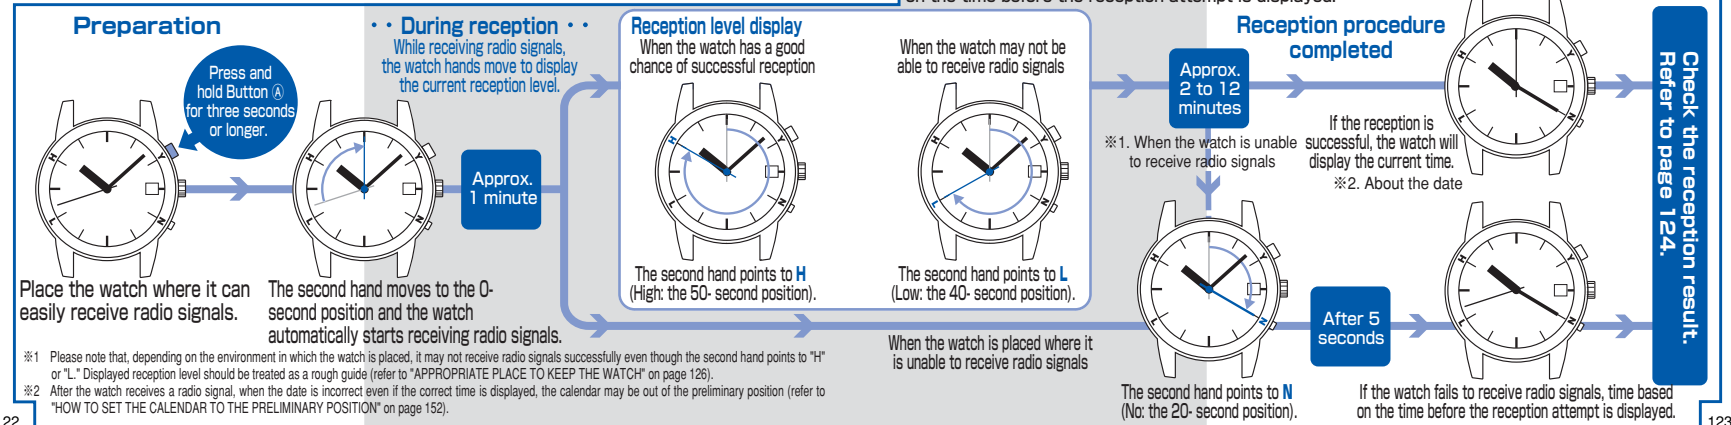 on the time before the reception attempt is displayed.
Preparation
Press and
hold Button Ⓐ
for three seconds
or longer.
Place the watch where it can
easily receive radio signals.
・・During reception・・
While receiving radio signals,
the watch hands move to display
the current reception level.
The second hand moves to the 0-
second position and the watch
automatically starts receiving radio signals.
Approx.
1 minute
Reception level display
When the watch has a good
chance of successful reception
The second hand points to H
(High: the 50- second position).
When the watch may not be
able to receive radio signals
The second hand points to L
(Low: the 40- second position).
Approx.
2 to 12
minutes
※1. When the watch is unable
to receive radio signals
Reception procedure
completed
If the reception is
successful, the watch will
display the current time.
※2. About the date
When the watch is placed where it
is unable to receive radio signals
The second hand points to N
(No: the 20- second position).
After 5
seconds
If the watch fails to receive radio signals, time based
on the time before the reception attempt is displayed.
Check the reception result.
Refer to page 124.
※1 Please note that, depending on the environment in which the watch is placed, it may not receive radio signals successfully even though the second hand points to "H"
or "L." Displayed reception level should be treated as a rough guide (refer to "APPROPRIATE PLACE TO KEEP THE WATCH" on page 126).
※2 After the watch receives a radio signal, when the date is incorrect even if the correct time is displayed, the calendar may be out of the preliminary position (refer to
"HOW TO SET THE CALENDAR TO THE PRELIMINARY POSITION" on page 152).
22
123
H
Y
L
N
H
Y
L
N
H
Y
L
N
H
Y
L
N
H
Y
L
N
H
Y
L
N
H
Y
L
N